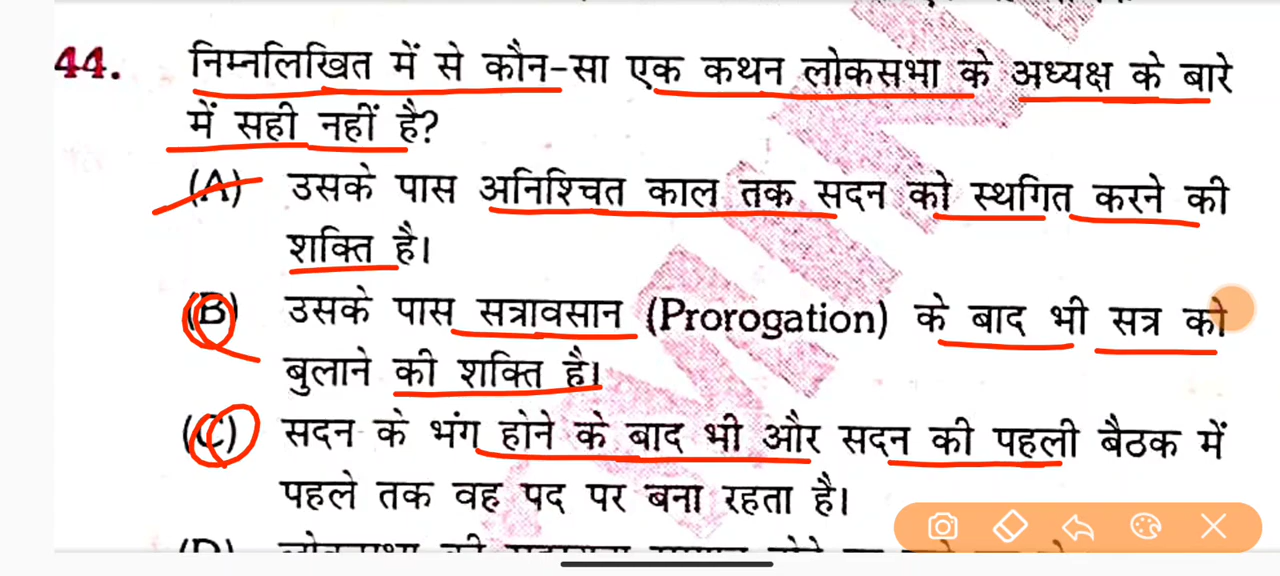 44. निम्नलिखित में से कौन-सा एक कथन लोकसभा के अध्यक्ष के बारे
में सही नहीं है?
(A) उसके पास अनिश्चित काल तक सदन को स्थगित करने की
शक्ति है।
(B) उसके पास सत्रावसान (Prorogation) के बाद भी सत्र को
बुलाने की शक्ति है।
(C) सदन के भंग होने के बाद भी और सदन की पहली बैठक में
पहले तक वह पद पर बना रहता है।
(D)